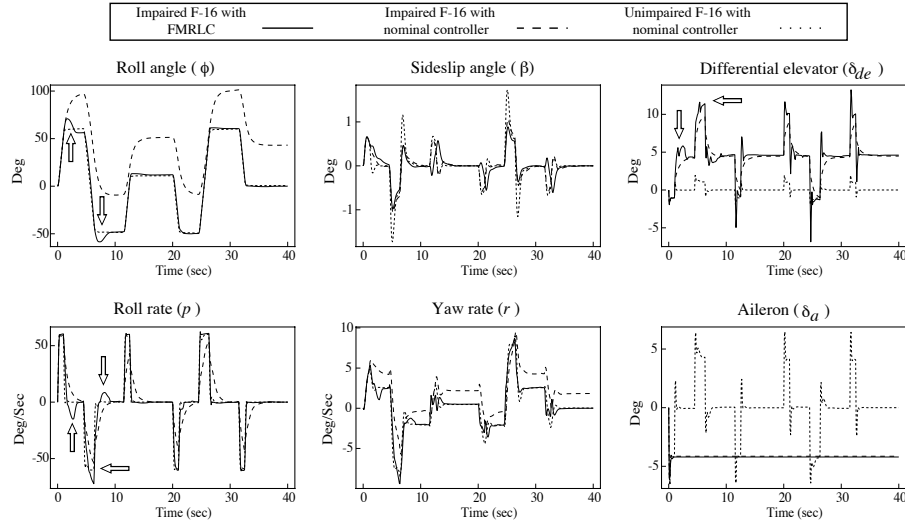 Impaired F-16 with FMRLC
Impaired F-16 with nominal controller
Unimpaired F-16 with nominal controller
Roll angle (ϕ)
Deg
100
50
0
-50
0 10 20 30 40
Time (sec)
Sideslip angle (β)
Deg
1
0
-1
0 10 20 30 40
Time (sec)
Differential elevator (δde)
Deg
10
5
0
-5
0 10 20 30 40
Time (sec)
Roll rate (p)
Deg/Sec
50
0
-50
0 10 20 30 40
Time (sec)
Yaw rate (r)
Deg/Sec
10
5
0
-5
0 10 20 30 40
Time (sec)
Aileron (δa)
Deg
5
0
-5
0 10 20 30 40
Time (sec)